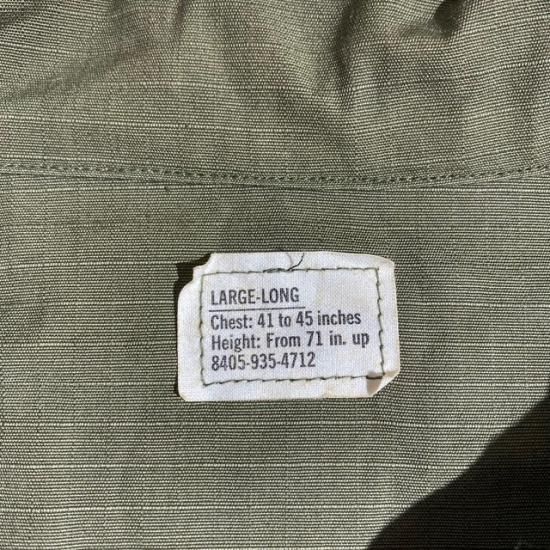 LARGE-LONG
Chest: 41 to 45 inches
Height: From 71 in. up
8405-935-4712